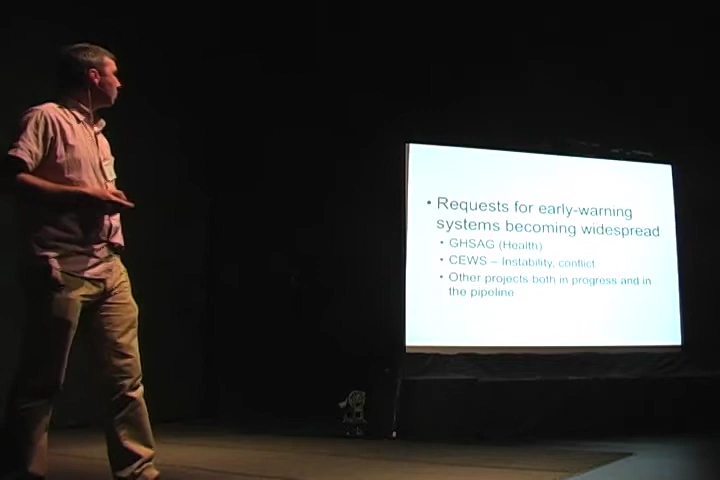 • Requests for early-warning
systems becoming widespread
• GHSAG (Health)
• CEWS – Instability, conflict
• Other projects both in progress and in
the pipeline